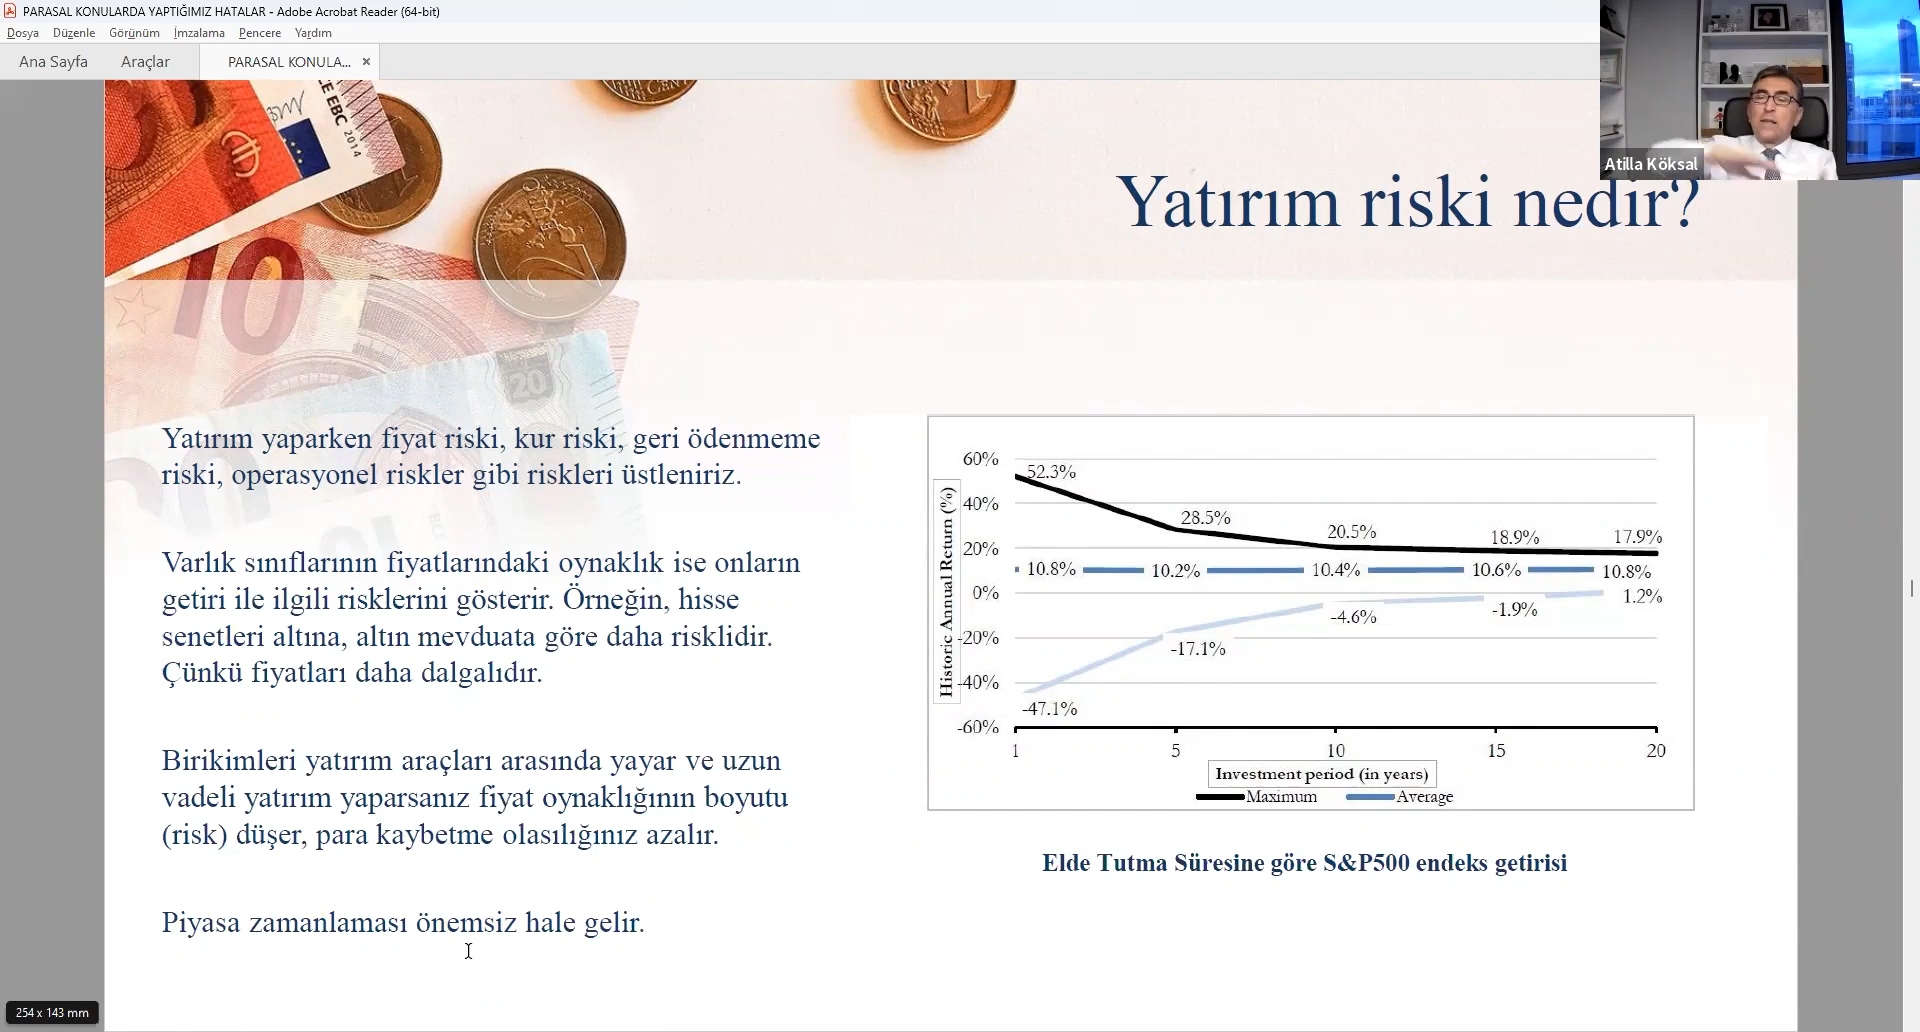 PARASAL KONULARDA YAPTIĞIMIZ HATALAR - Adobe Acrobat Reader (64-bit)
Dosya Düzenle Görünüm İmzalama Pencere Yardım
Ana Sayfa Araçlar PARASAL KONULA... ×
Atilla Köksal
EBC 2014
10
20
Yatırım riski nedir?
Yatırım yaparken fiyat riski, kur riski, geri ödenmeme
riski, operasyonel riskler gibi riskleri üstleniriz.
Varlık sınıflarının fiyatlarındaki oynaklık ise onların
getiri ile ilgili risklerini gösterir. Örneğin, hisse
senetleri altına, altın mevduata göre daha risklidir.
Çünkü fiyatları daha dalgalıdır.
Birikimleri yatırım araçları arasında yayar ve uzun
vadeli yatırım yaparsanız fiyat oynaklığının boyutu
(risk) düşer, para kaybetme olasılığınız azalır.
Piyasa zamanlaması önemsiz hale gelir.
Historic Annual Return (%)
60%
40%
20%
0%
-20%
-40%
-60%
52.3% 28.5% 20.5% 18.9% 17.9%
10.8% 10.2% 10.4% 10.6% 10.8%
-47.1% -17.1% -4.6% -1.9% 1.2%
1 5 10 15 20
Investment period (in years)
Maximum Average
Elde Tutma Süresine göre S&P500 endeks getirisi
254 x 143 mm